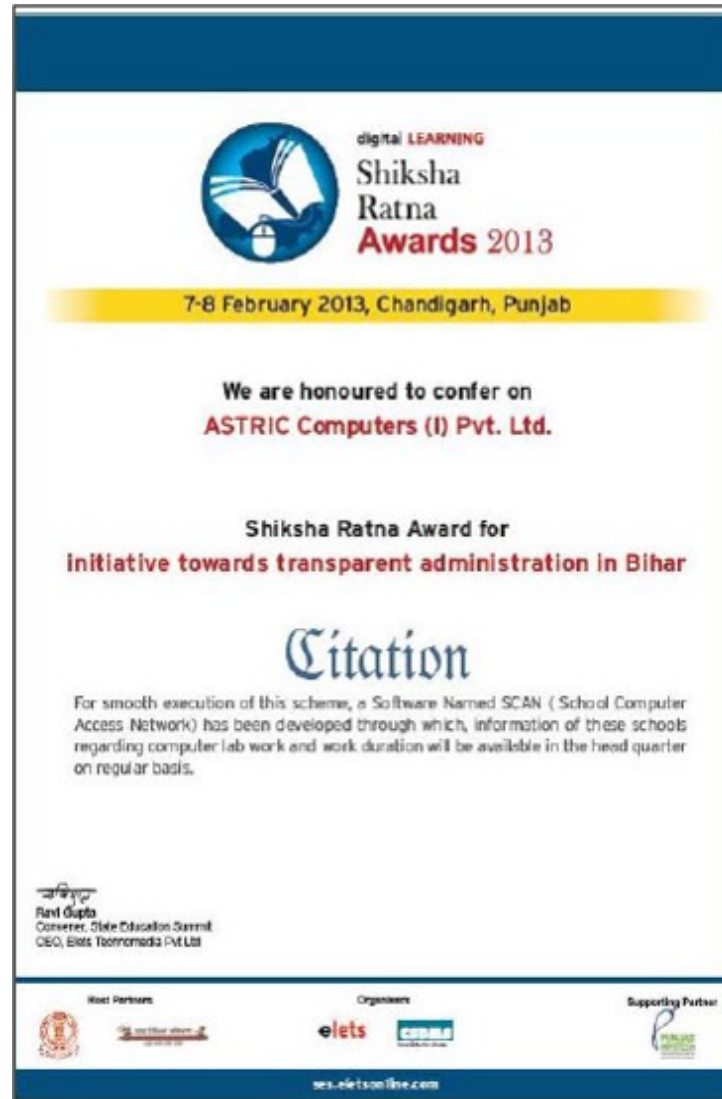 digital LEARNING
Shiksha
Ratna
Awards 2013
7-8 February 2013, Chandigarh, Punjab
We are honoured to confer on
ASTRIC Computers (I) Pvt. Ltd.
Shiksha Ratna Award for
initiative towards transparent administration in Bihar
Citation
For smooth execution of this scheme, a Software Named SCAN ( School Computer
Access Network) has been developed through which, information of these schools
regarding computer lab work and work duration will be available in the head quarter
on regular basis.
Ravi Gupta
Convener, State Education Summit
CEO, Elets Technomedia Pvt Ltd
Host Partners
Organisers
Supporting Partner
elets
PUNJAB
ses.eletsonline.com